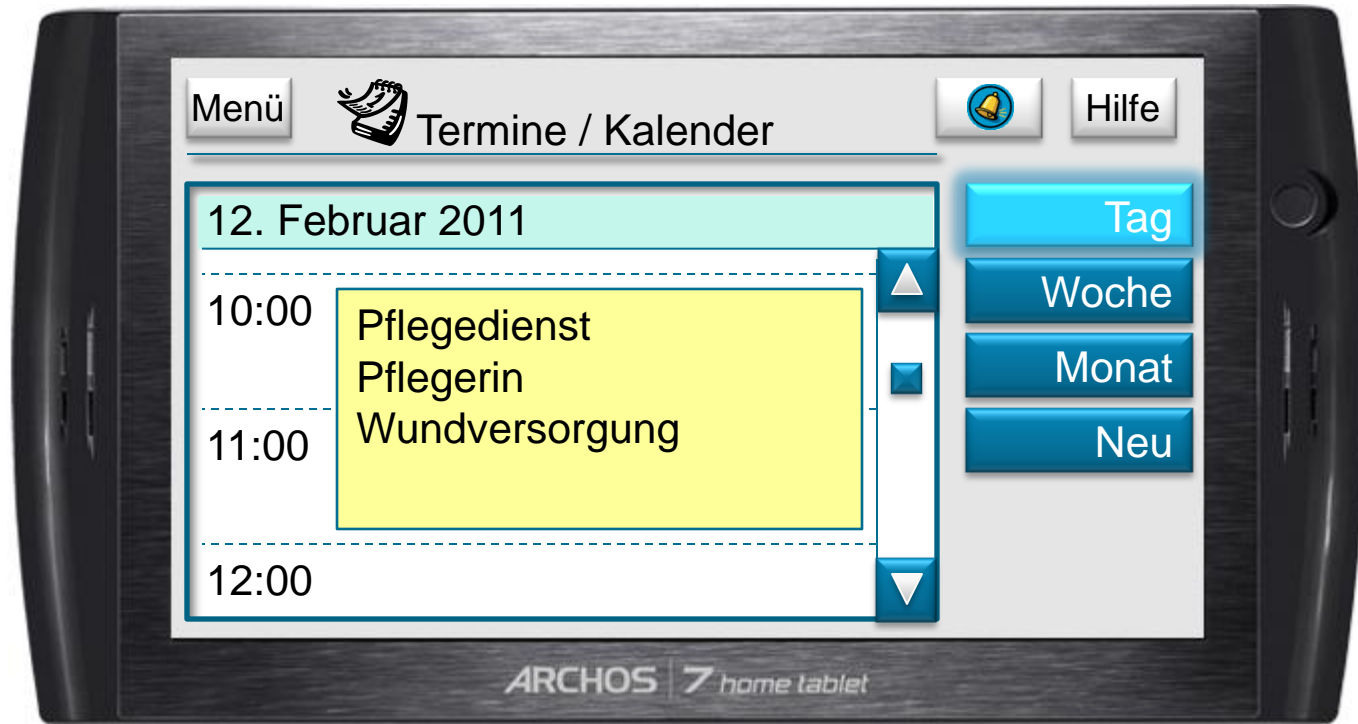 Menü
Termine / Kalender
Hilfe
12. Februar 2011
Tag
Woche
Monat
Neu
10:00
Pflegedienst
Pflegerin
Wundversorgung
11:00
12:00
ARCHOS 7 home tablet